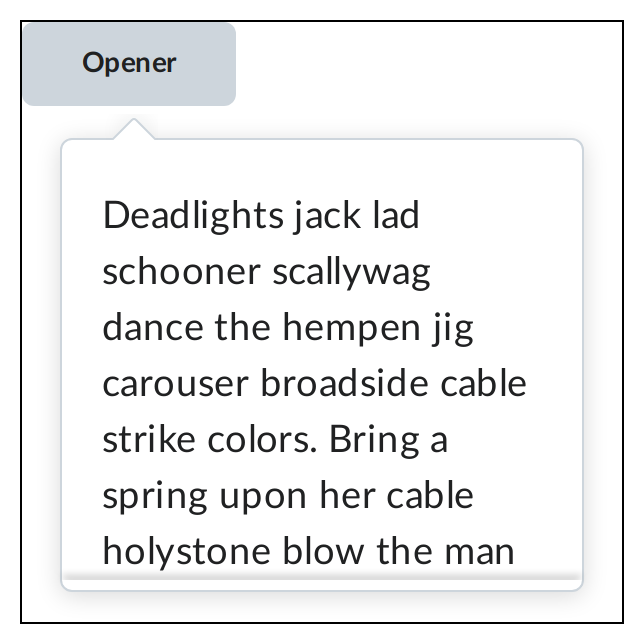 Opener
Deadlights jack lad
schooner scallywag
dance the hempen jig
carouser broadside cable
strike colors. Bring a
spring upon her cable
holystone blow the man